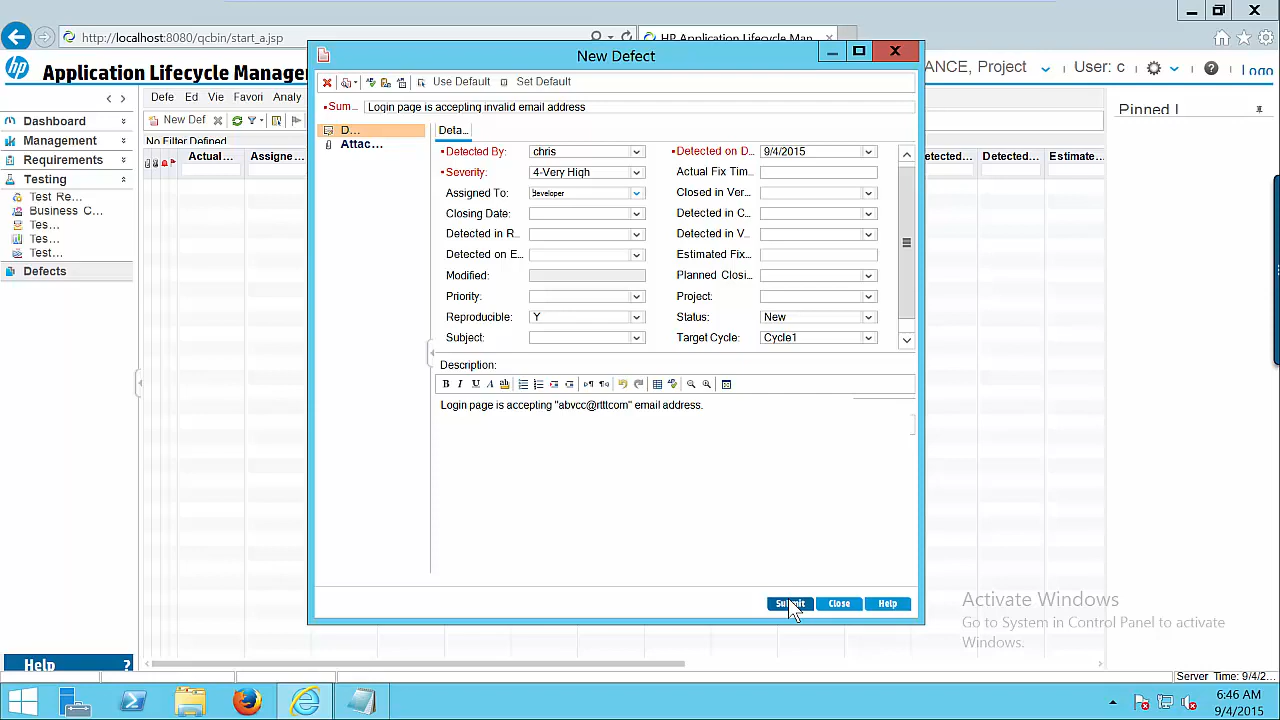 http://localhost:8080/qcbin/start_a.jsp
HP Application Lifecycle Man...
hp Application Lifecycle Manager
ANCE, Project
User: c
?
Logo
New Defect
Defe Ed Vie Favori Analy
Use Default Set Default
Pinned I
New Def
Sum... Login page is accepting invalid email address
No Filter Defined
Dashboard
Management
Requirements
Testing
Test Re...
Business C...
Tes...
Tes...
Test...
Defects
Actual... Assigne...
etected... Detected... Estimate...
D...
Attac...
Detai...
Detected By: chris
Detected on D... 9/4/2015
Severity: 4-Very High
Actual Fix Tim...
Assigned To: developer
Closed in Ver...
Closing Date:
Detected in C...
Detected in R...
Detected in V...
Detected on E...
Estimated Fix...
Modified:
Planned Closi...
Priority:
Project:
Reproducible: Y
Status: New
Subject:
Target Cycle: Cycle1
Description:
B I U A ab
Login page is accepting "abvcc@rtttcom" email address.
Submit Close Help
Activate Windows
Go to System in Control Panel to activate
Windows.
Help ?
Server Time: 9/4/2...
6:46 AM
9/4/2015